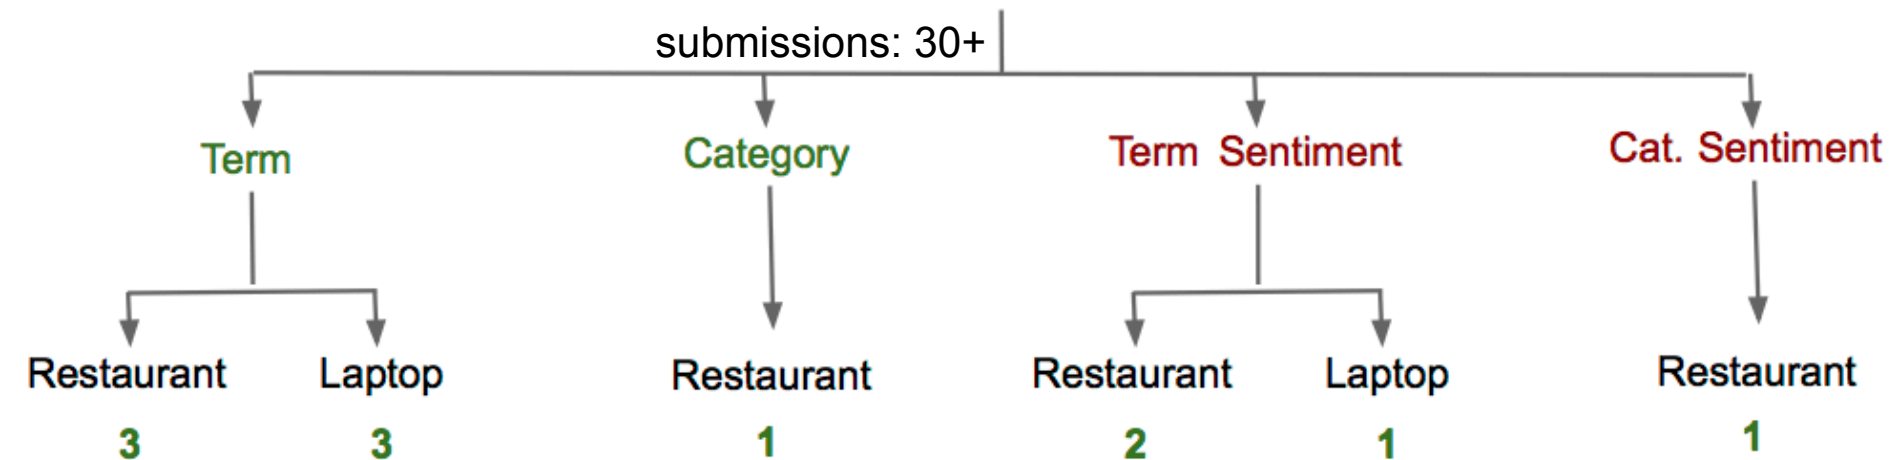 submissions: 30+
Term Category Term Sentiment Cat. Sentiment
Restaurant Laptop Restaurant Restaurant Laptop Restaurant
3 3 1 2 1 1